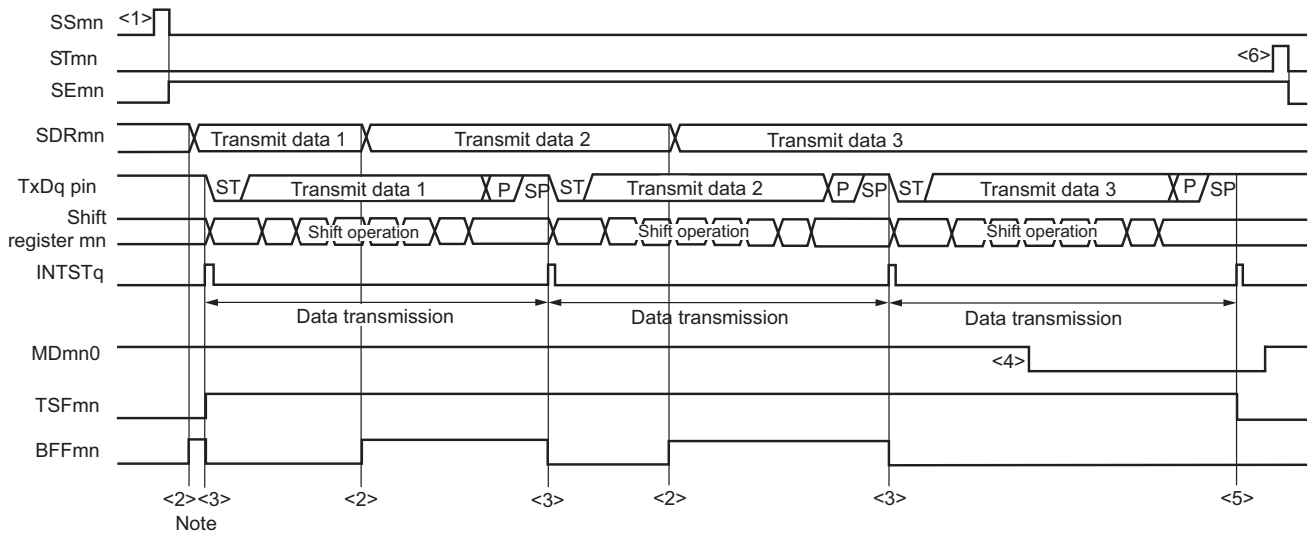 SSmn <1>
STmn <6>
SEmn
SDRmn Transmit data 1 Transmit data 2 Transmit data 3
TxDq pin ST Transmit data 1 P SP ST Transmit data 2 P SP ST Transmit data 3 P SP
Shift
register mn Shift operation Shift operation Shift operation
INTSTq
Data transmission Data transmission Data transmission
MDmn0 <4>
TSFmn
BFFmn
<2> <3> <2> <3> <2> <3> <5>
Note